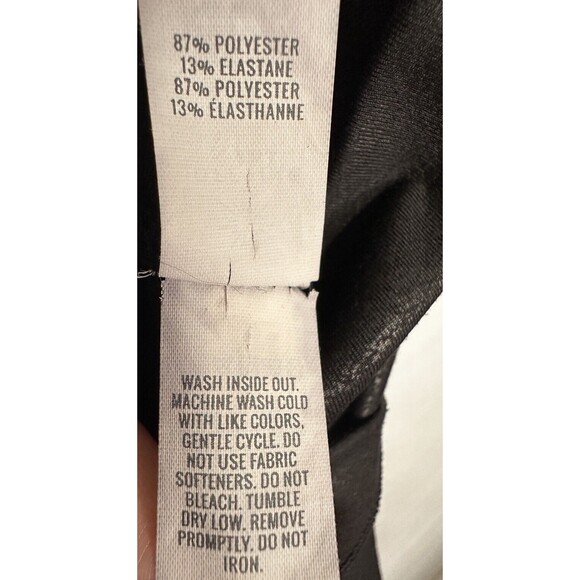 87% POLYESTER
13% ELASTANE
87% POLYESTER
13% ÉLASTHANNE
WASH INSIDE OUT.
MACHINE WASH COLD
WITH LIKE COLORS,
GENTLE CYCLE. DO
NOT USE FABRIC
SOFTENERS. DO NOT
BLEACH. TUMBLE
DRY LOW. REMOVE
PROMPTLY. DO NOT
IRON.